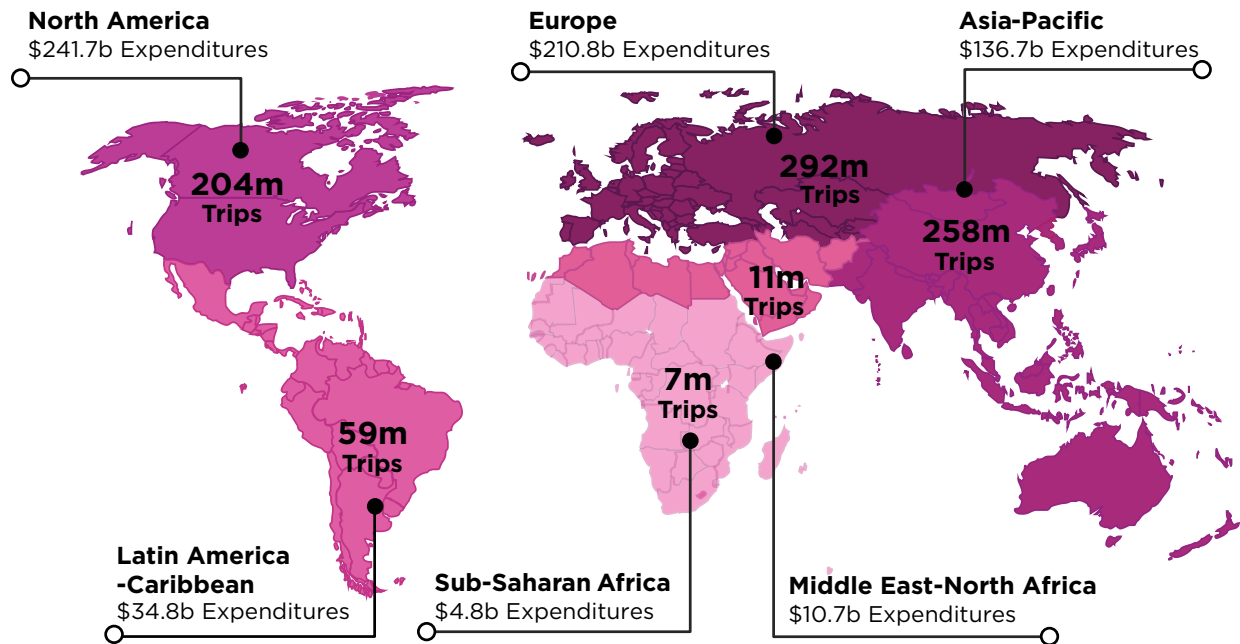 North America
$241.7b Expenditures
Europe
$210.8b Expenditures
Asia-Pacific
$136.7b Expenditures
204m
Trips
292m
Trips
258m
Trips
11m
Trips
7m
Trips
59m
Trips
Latin America
-Caribbean
$34.8b Expenditures
Sub-Saharan Africa
$4.8b Expenditures
Middle East-North Africa
$10.7b Expenditures